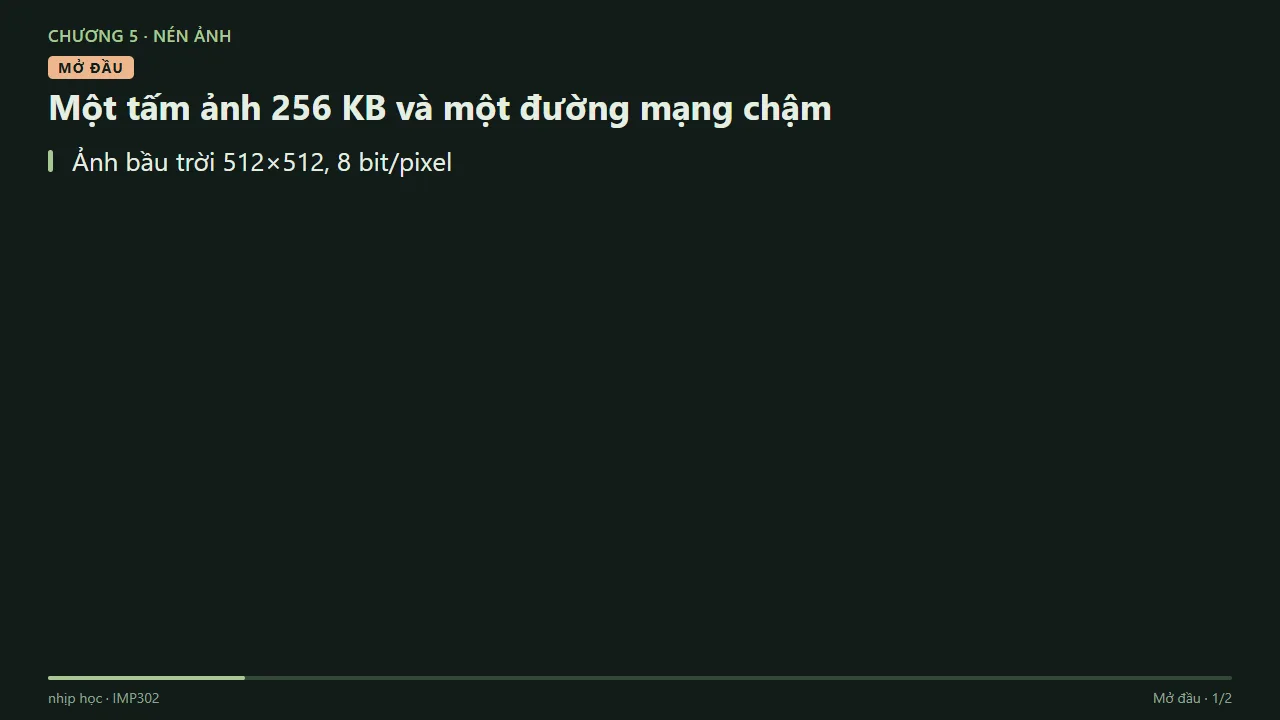 CHƯƠNG 5 · NÉN ẢNH
MỞ ĐẦU
Một tấm ảnh 256 KB và một đường mạng chậm
Ảnh bầu trời 512×512, 8 bit/pixel
nhịp học · IMP302
Mở đầu · 1/2